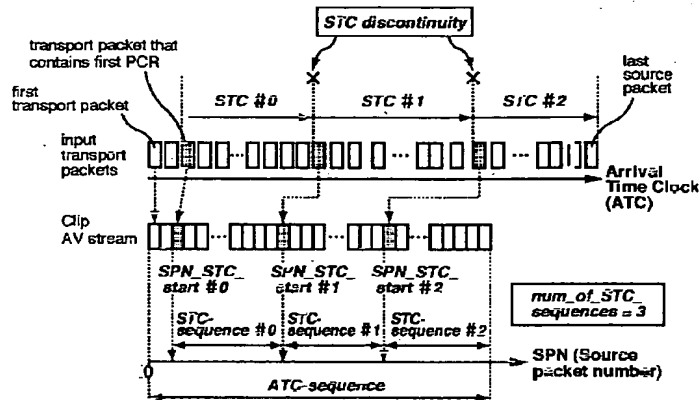 STC discontinuity
transport packet that
contains first PCR
first
transport packet
last
source
packet
STC #0
STC #1
STC #2
input
transport
packets
Arrival
Time Clock
(ATC)
Clip
AV stream
SPN_STC_
start #0
SPN_STC_
start #1
SPN_STC_
start #2
num_of_STC_
sequences = 3
STC-
sequence #0
STC-
sequence #1
STC-
sequence #2
0
SPN (Source
packet number)
ATC-sequence